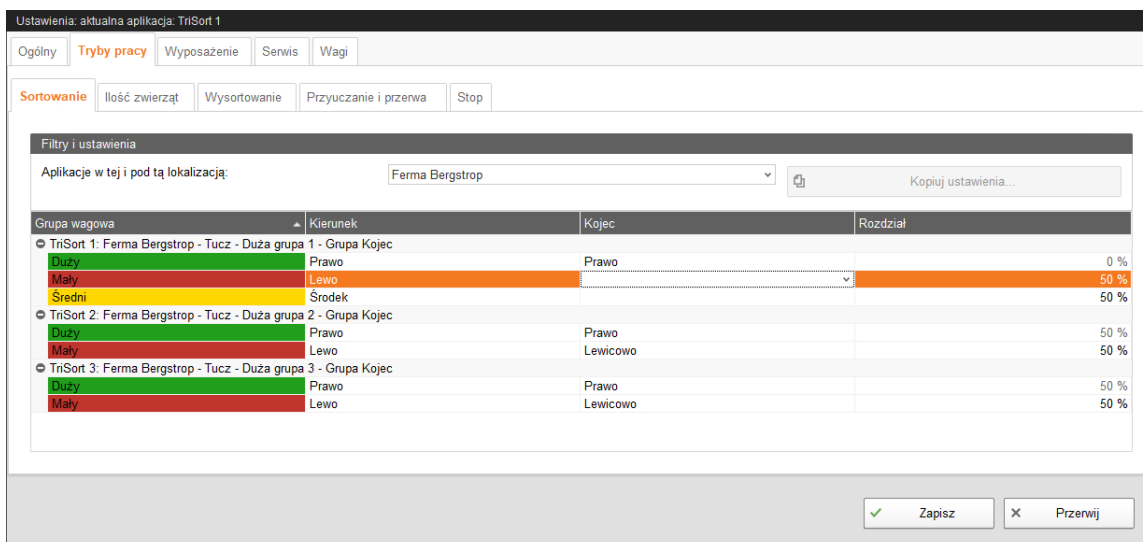 Ustawienia: aktualna aplikacja: TriSort 1
Ogólny Tryby pracy Wyposażenie Serwis Wagi
Sortowanie Ilość zwierząt Wysortowanie Przyuczanie i przerwa Stop
Filtry i ustawienia
Aplikacje w tej i pod tą lokalizacją: Ferma Bergstrop Kopiuj ustawienia...
Grupa wagowa Kierunek Kojec Rozdział
TriSort 1: Ferma Bergstrop - Tucz - Duża grupa 1 - Grupa Kojec
Duży Prawo Prawo 0 %
Mały Lewo 50 %
Średni Środek 50 %
TriSort 2: Ferma Bergstrop - Tucz - Duża grupa 2 - Grupa Kojec
Duży Prawo Prawo 50 %
Mały Lewo Lewicowo 50 %
TriSort 3: Ferma Bergstrop - Tucz - Duża grupa 3 - Grupa Kojec
Duży Prawo Prawo 50 %
Mały Lewo Lewicowo 50 %
Zapisz Przerwij